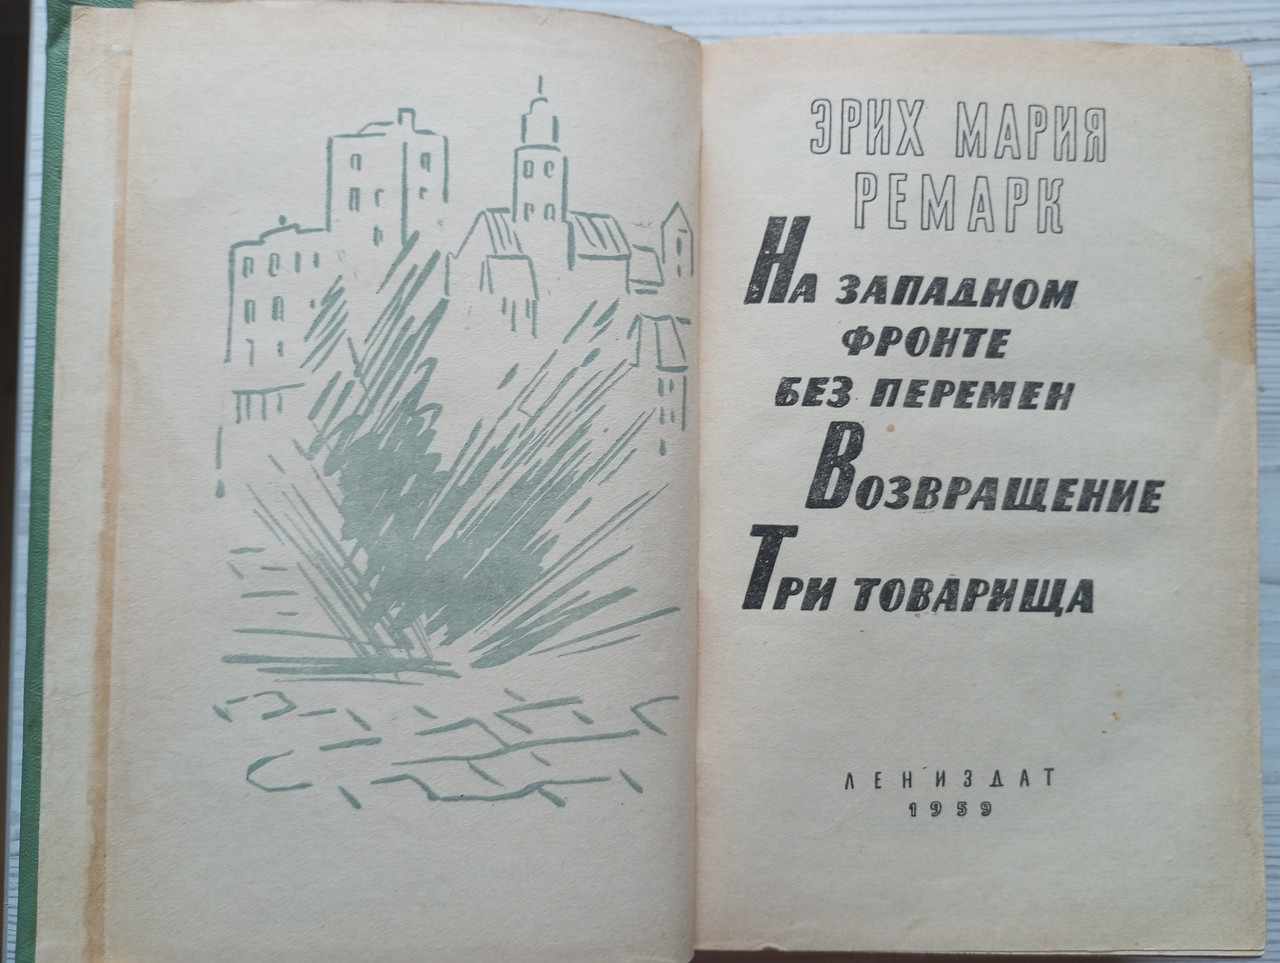 ЭРИХ МАРИЯ
РЕМАРК
НА ЗАПАДНОМ
ФРОНТЕ
БЕЗ ПЕРЕМЕН
ВОЗВРАЩЕНИЕ
ТРИ ТОВАРИЩА
ЛЕНИЗДАТ
1959